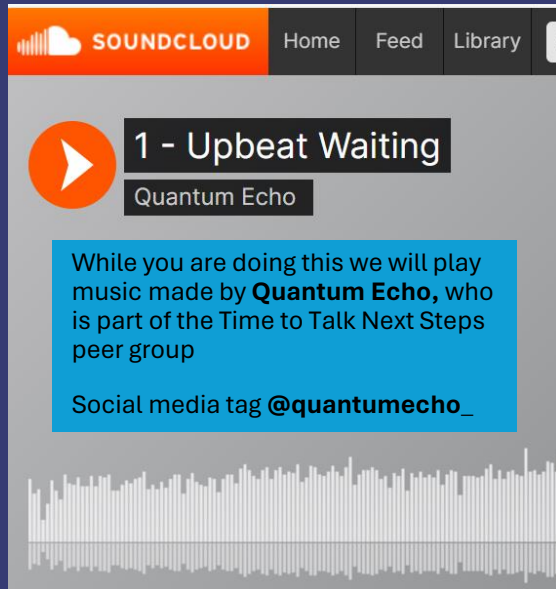 SOUNDCLOUD Home Feed Library
1 - Upbeat Waiting
Quantum Echo
While you are doing this we will play
music made by Quantum Echo, who
is part of the Time to Talk Next Steps
peer group
Social media tag @quantumecho_